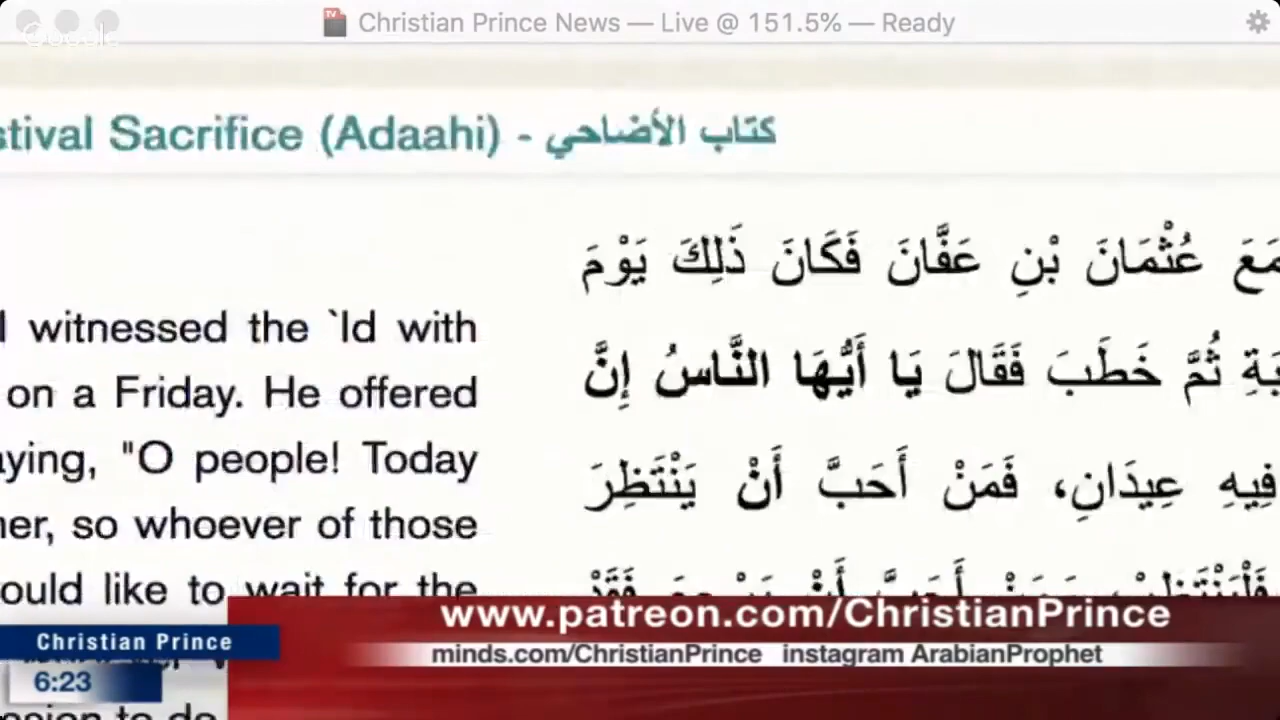 Christian Prince News — Live @ 151.5% — Ready
Google
stival Sacrifice (Adaahi) - كتاب الأضاحي
مَعَ عُثْمَانَ بْنِ عَفَّانَ فَكَانَ ذَلِكَ يَوْمَ
I witnessed the `Id with
on a Friday. He offered
بَةِ ثُمَّ خَطَبَ فَقَالَ يَا أَيُّهَا النَّاسُ إِنَّ
aying, "O people! Today
فِيهِ عِيدَانِ، فَمَنْ أَحَبَّ أَنْ يَنْتَظِرَ
her, so whoever of those
ould like to wait for the
www.patreon.com/ChristianPrince
Christian Prince
minds.com/ChristianPrince instagram ArabianProphet
6:23